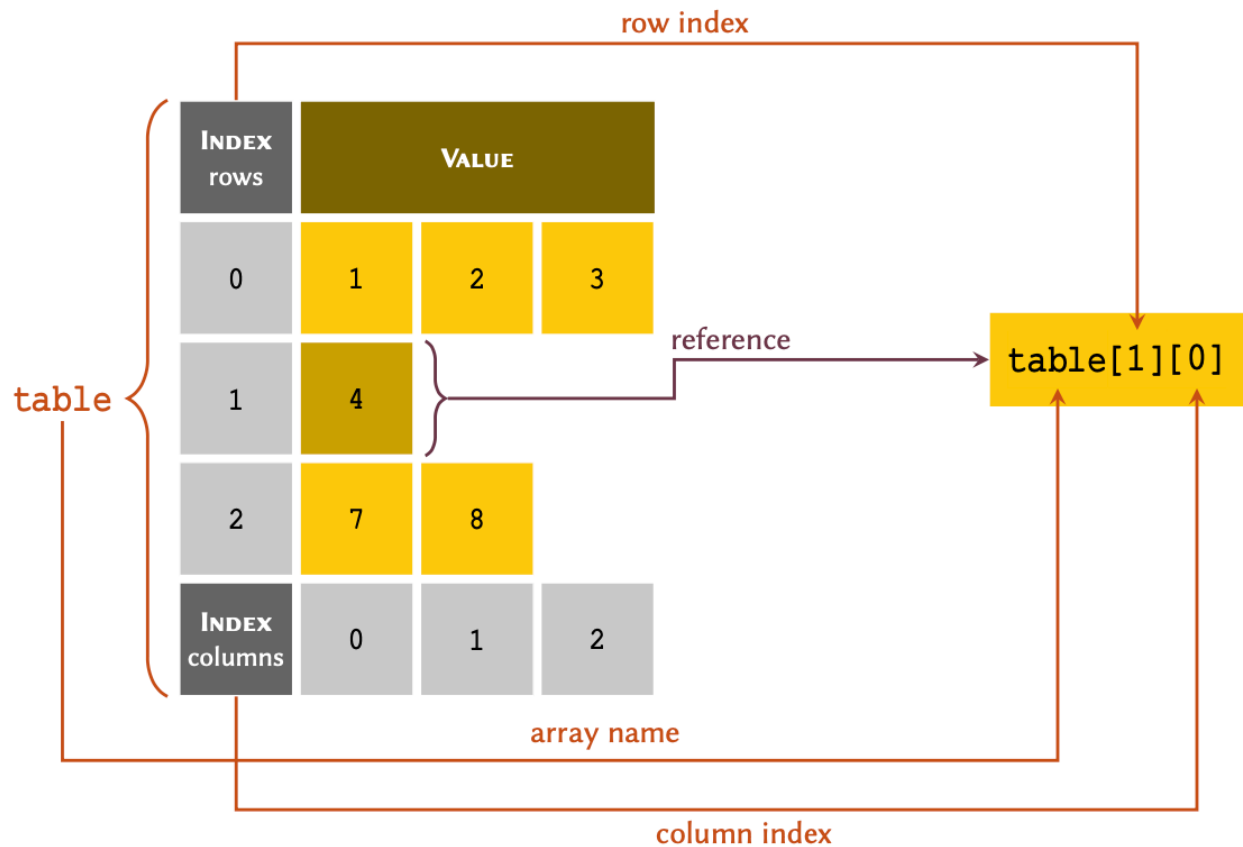 row index
INDEX
rows
VALUE
0 1 2 3
reference
table[1][0]
table
1 4
2 7 8
INDEX
columns
0 1 2
array name
column index